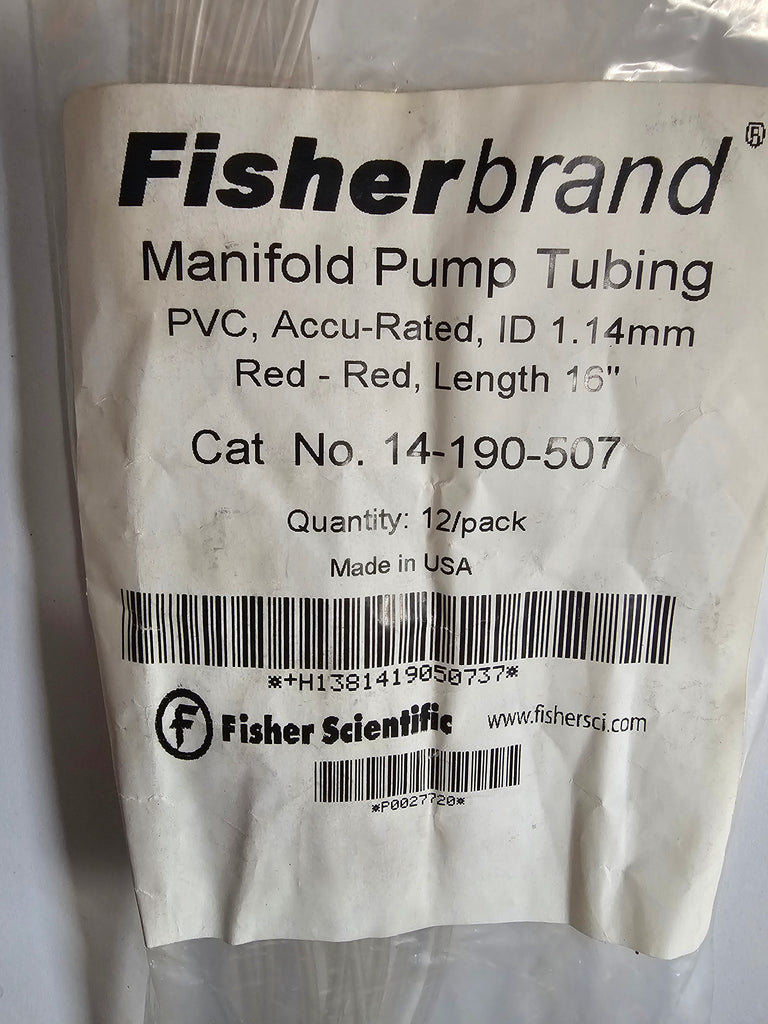 Fisherbrand®
Manifold Pump Tubing
PVC, Accu-Rated, ID 1.14mm
Red - Red, Length 16"
Cat No. 14-190-507
Quantity: 12/pack
Made in USA
*+H1381419050737*
Fisher Scientific www.fishersci.com
*P0027720*